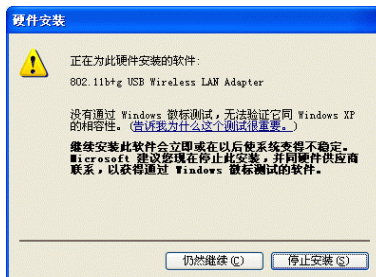 硬件安装
正在为此硬件安装的软件:
802.11b+g USB Wireless LAN Adapter
没有通过 Windows 徽标测试，无法验证它同 Windows XP
的相容性。(告诉我为什么这个测试很重要。)
继续安装此软件会立即或在以后使系统变得不稳定。
Microsoft 建议您现在停止此安装，并同硬件供应商
联系，以获得通过 Windows 徽标测试的软件。
仍然继续(C)
停止安装(S)